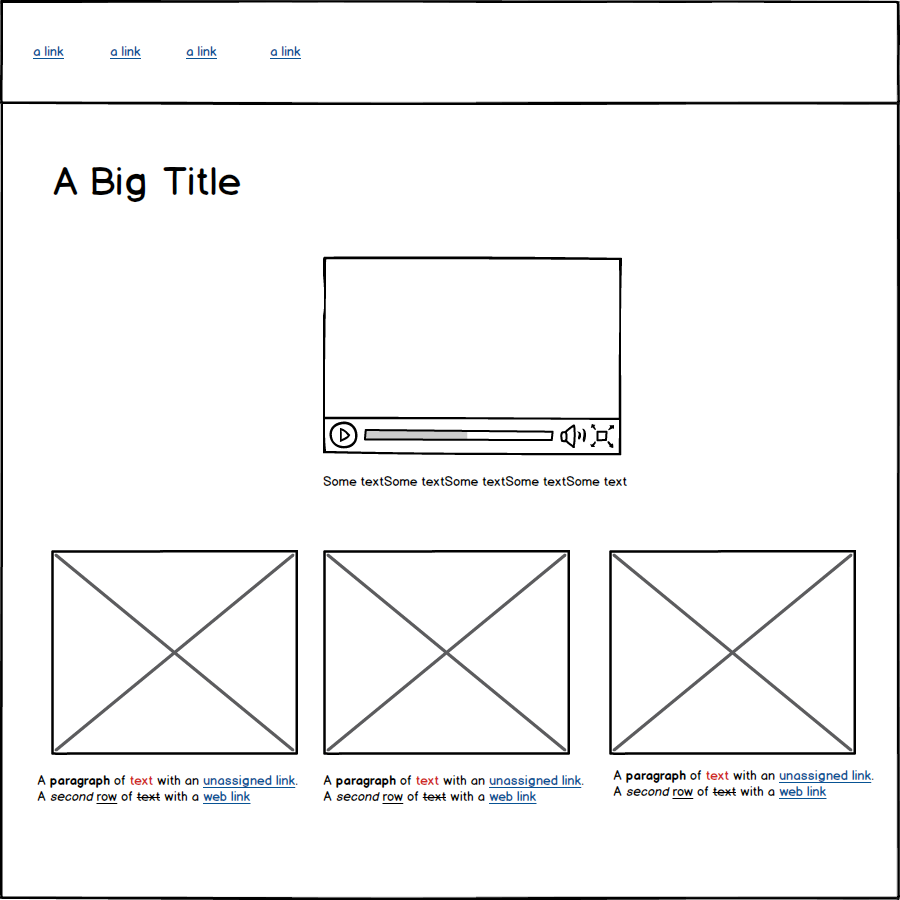 a link a link a link a link
A Big Title
Some textSome textSome textSome textSome text
A paragraph of text with an unassigned link.
A second row of text with a web link
A paragraph of text with an unassigned link.
A second row of text with a web link
A paragraph of text with an unassigned link.
A second row of text with a web link